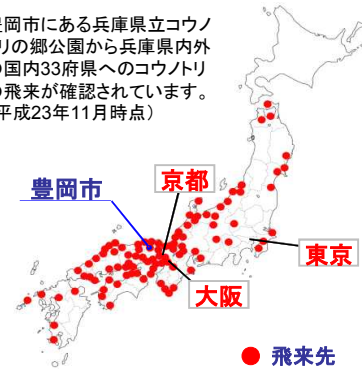 豊岡市にある兵庫県立コウノ
トリの郷公園から兵庫県内外
の国内33府県へのコウノトリ
の飛来が確認されています。
(平成23年11月時点)
京都
豊岡市
東京
大阪
飛来先